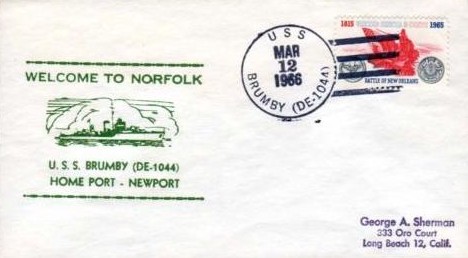 WELCOME TO NORFOLK
U. S. S. BRUMBY (DE-1044)
HOME PORT - NEWPORT
USS
MAR
12
1966
BRUMBY (DE-1044)
1815
1965
BATTLE OF NEW ORLEANS
George A. Sherman
333 Oro Court
Long Beach 12, Calif.